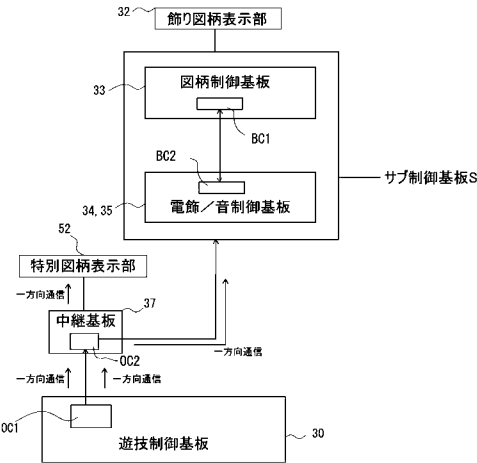 32
飾り図柄表示部
33
図柄制御基板
BC1
BC2
電飾/音制御基板
34, 35
サブ制御基板S
52
特別図柄表示部
一方向通信
37
中継基板
OC2
一方向通信
一方向通信
一方向通信
OC1
遊技制御基板
30